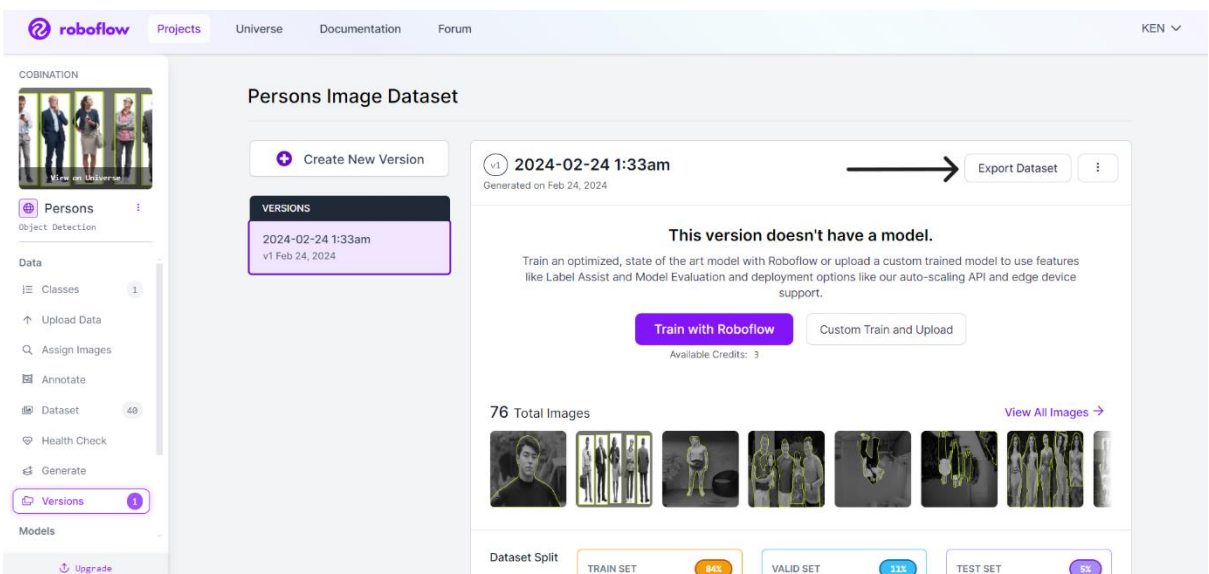 roboflow Projects Universe Documentation Forum KEN
COBINATION
View on Universe
Persons
Object Detection
Data
Classes 1
Upload Data
Assign Images
Annotate
Dataset 40
Health Check
Generate
Versions 1
Models
Upgrade
Persons Image Dataset
Create New Version
VERSIONS
2024-02-24 1:33am
v1 Feb 24, 2024
v1 2024-02-24 1:33am
Generated on Feb 24, 2024
Export Dataset
This version doesn't have a model.
Train an optimized, state of the art model with Roboflow or upload a custom trained model to use features
like Label Assist and Model Evaluation and deployment options like our auto-scaling API and edge device
support.
Train with Roboflow Custom Train and Upload
Available Credits: 3
76 Total Images View All Images
Dataset Split
TRAIN SET 84% VALID SET 11% TEST SET 5%